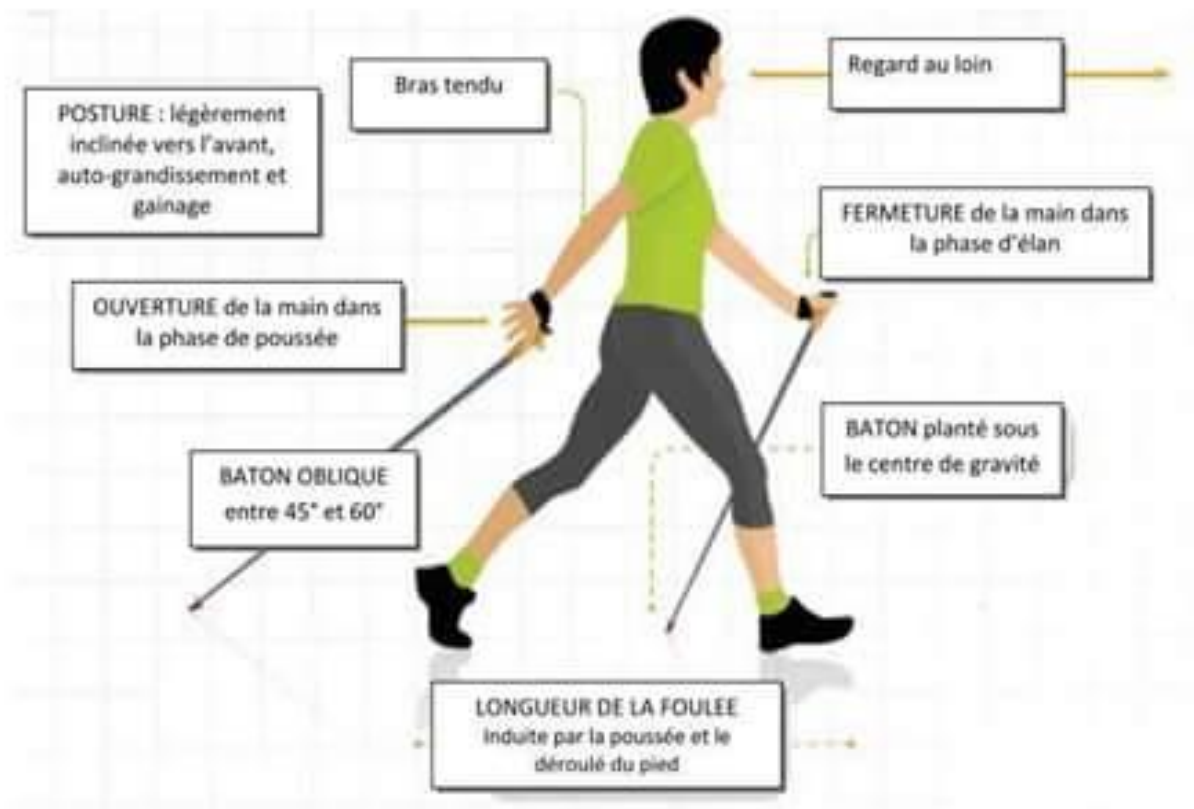 Bras tendu
Regard au loin
POSTURE : légèrement
inclinée vers l'avant,
auto-grandissement et
gainage
FERMETURE de la main dans
la phase d'élan
OUVERTURE de la main dans
la phase de poussée
BATON planté sous
le centre de gravité
BATON OBLIQUE
entre 45° et 60°
LONGUEUR DE LA FOULEE
Induite par la poussée et le
déroulé du pied